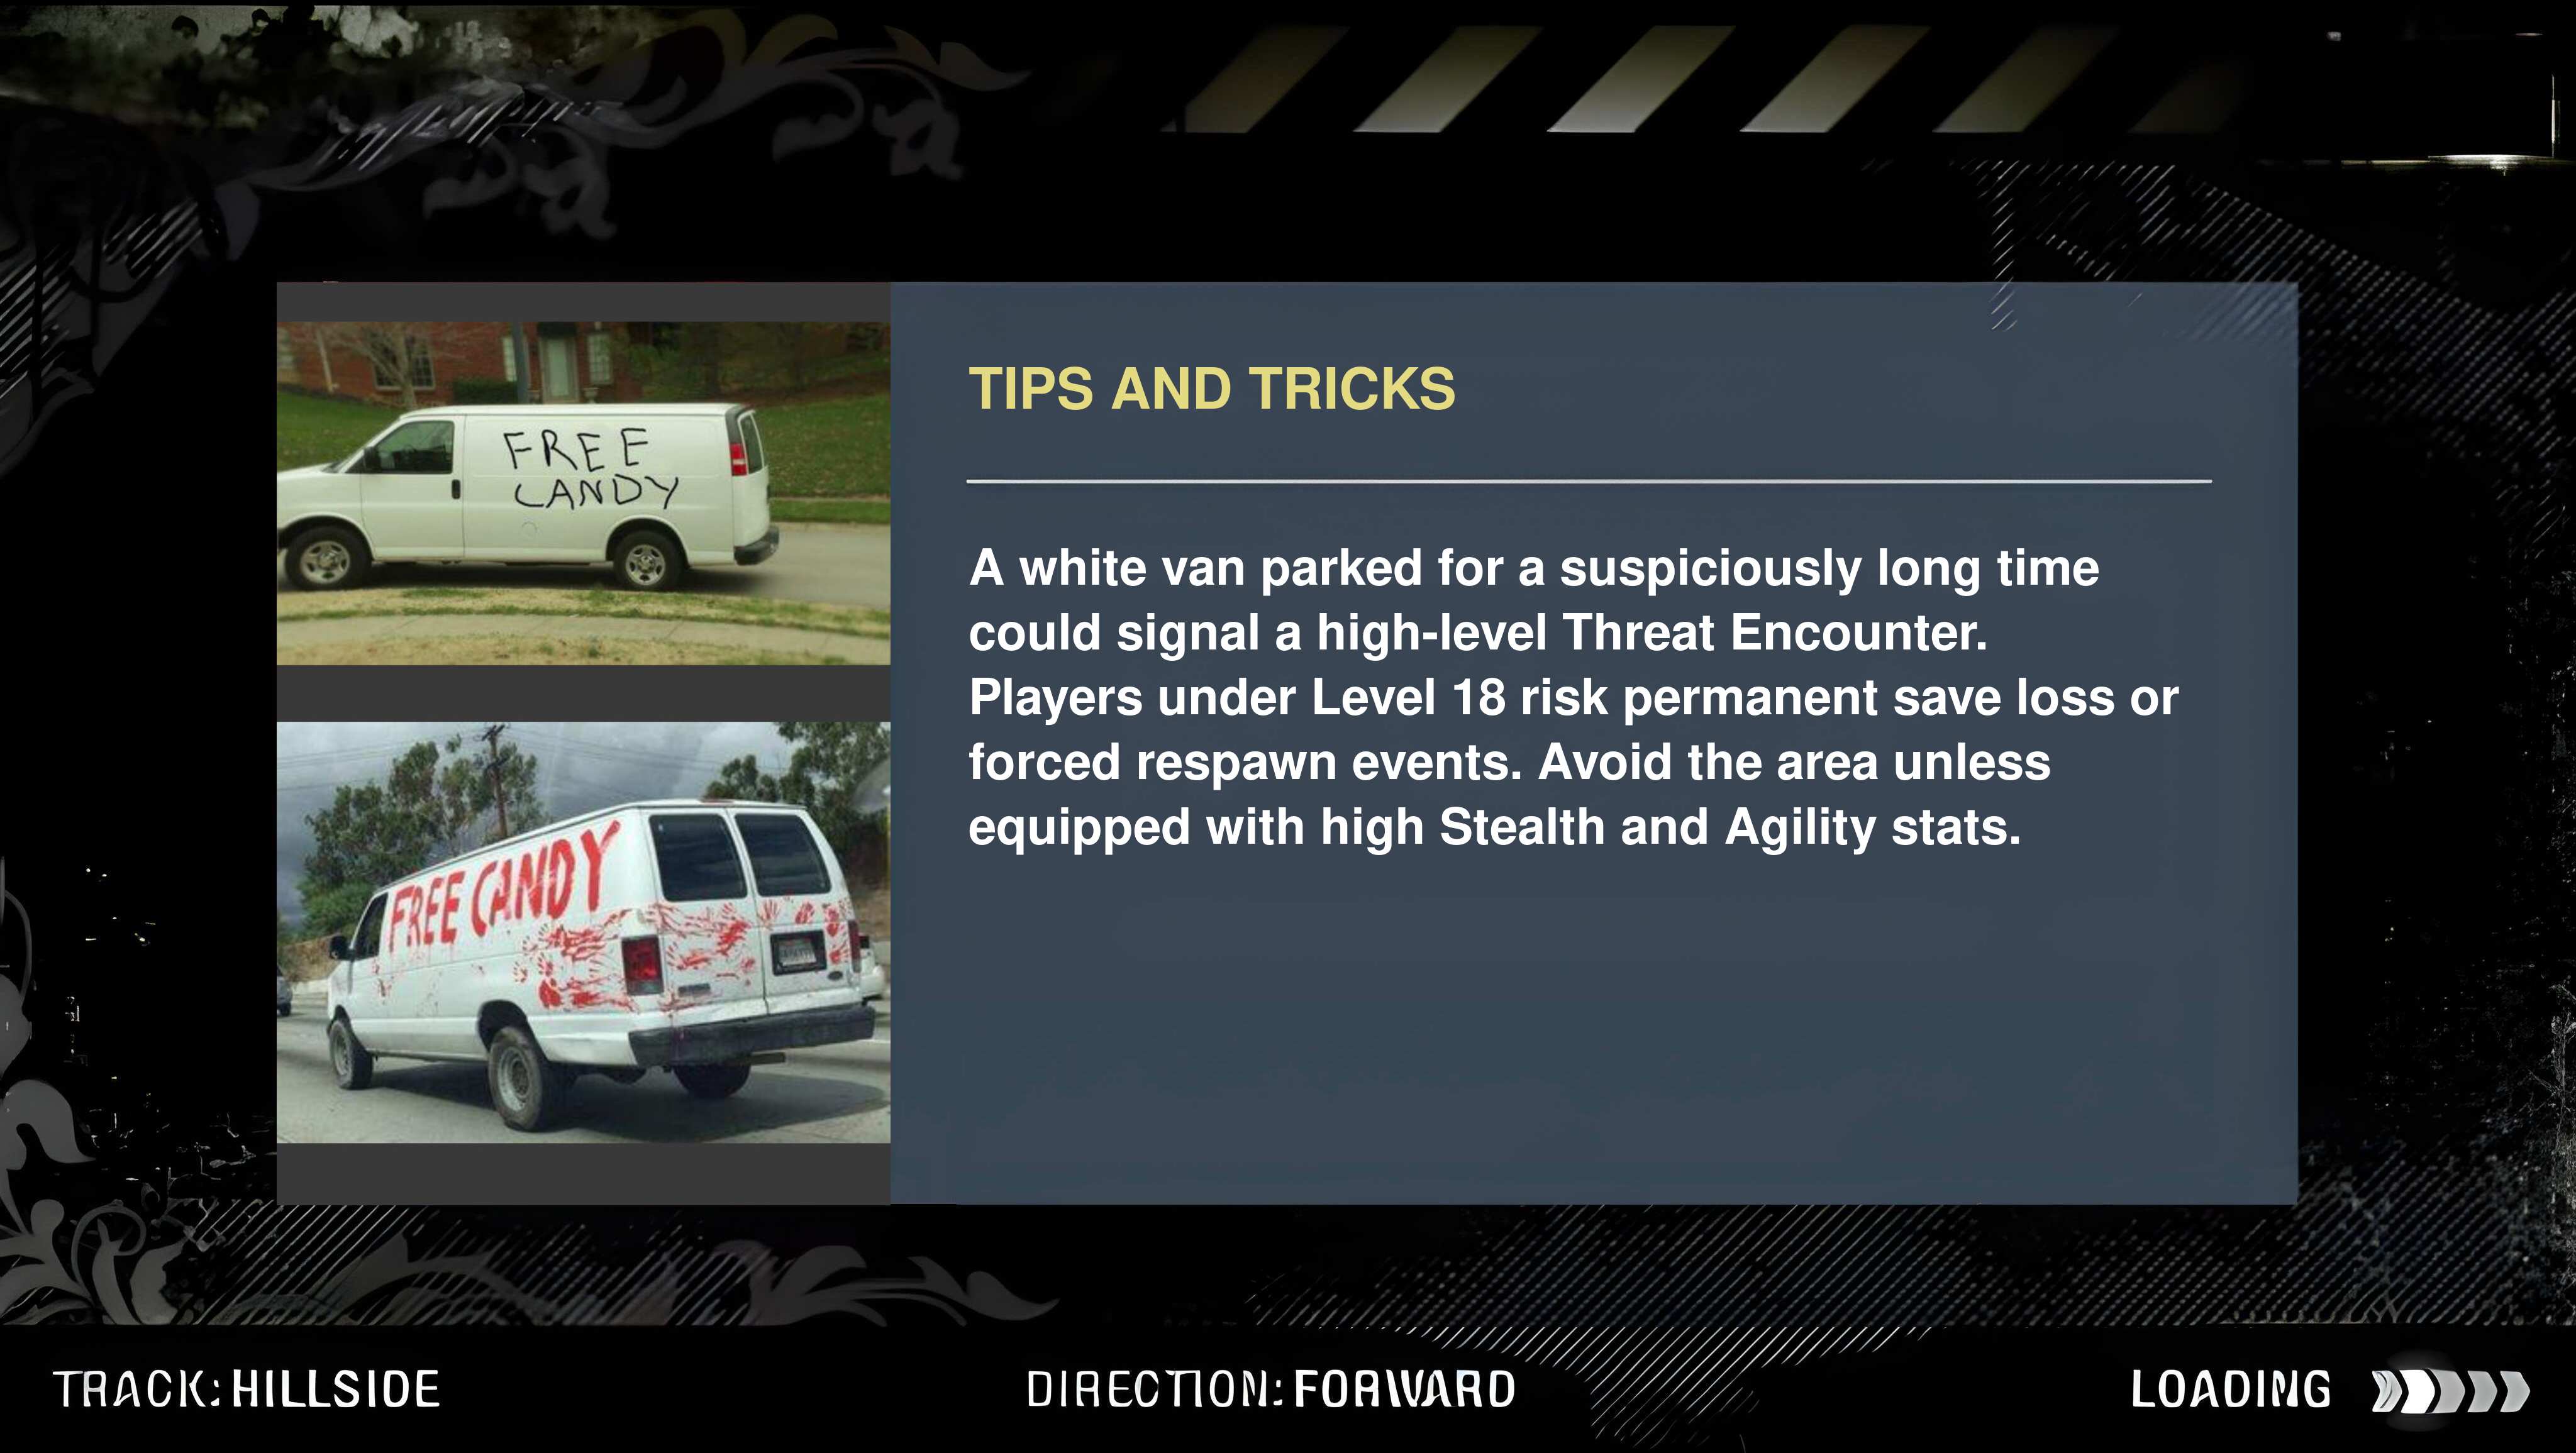 FREE
CANDY
FREE CANDY
TIPS AND TRICKS
A white van parked for a suspiciously long time
could signal a high-level Threat Encounter.
Players under Level 18 risk permanent save loss or
forced respawn events. Avoid the area unless
equipped with high Stealth and Agility stats.
TRACK: HILLSIDE
DIRECTION: FORWARD
LOADING